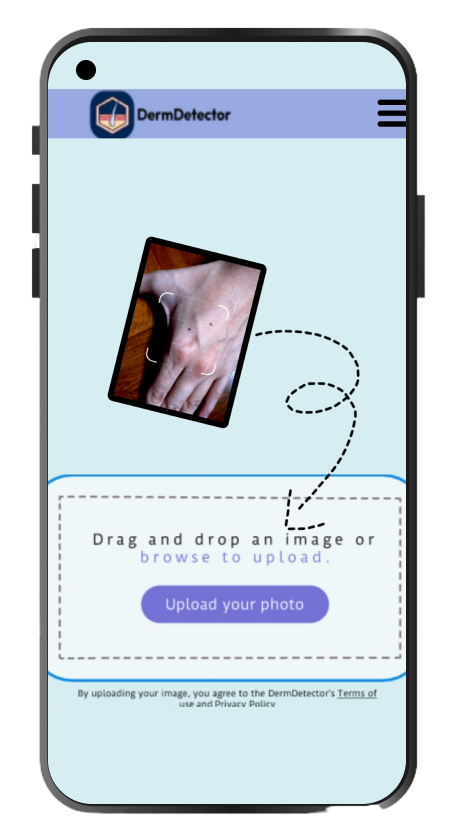 DermDetector
Drag and drop an image or
browse to upload.
Upload your photo
By uploading your image, you agree to the DermDetector's Terms of
use and Privacy Policy